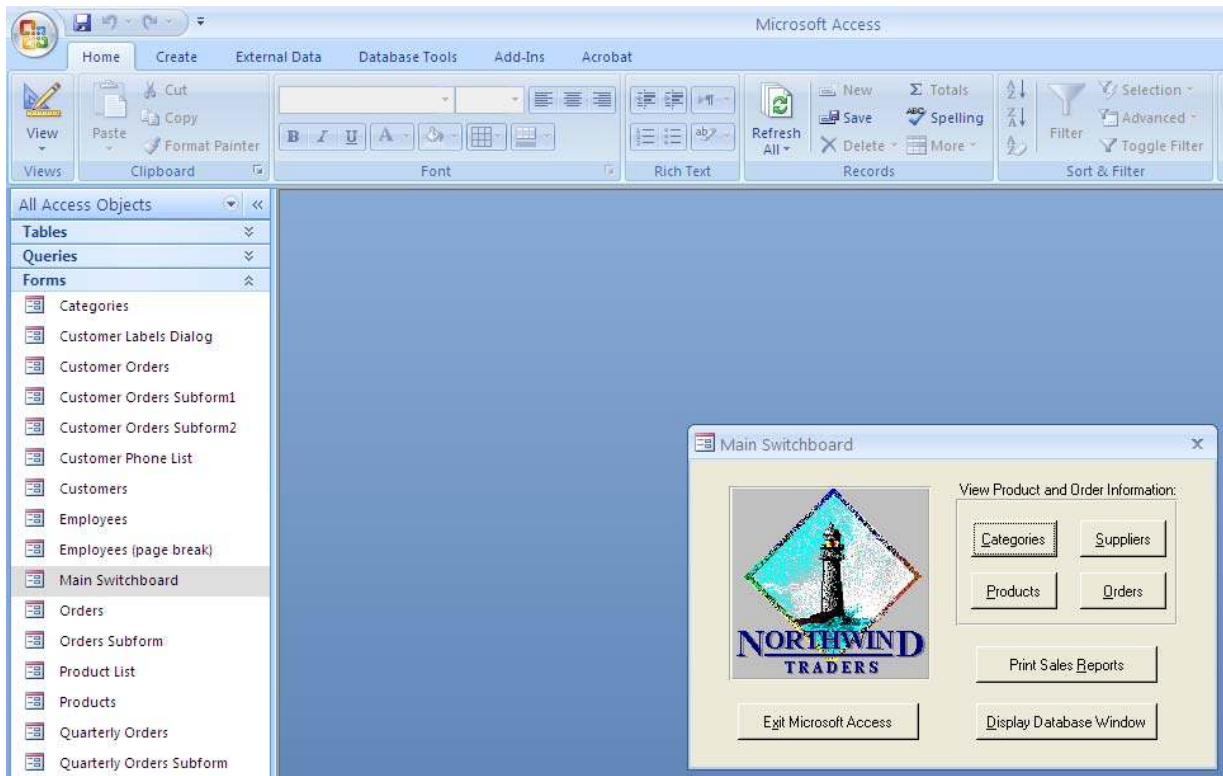 Microsoft Access
Home Create External Data Database Tools Add-Ins Acrobat
View
Views
Paste
Cut
Copy
Format Painter
Clipboard
B I U A
Font
ab
Rich Text
Refresh All
New
Save
Delete
Σ Totals
ABC Spelling
More
Records
Filter
Selection
Advanced
Toggle Filter
Sort & Filter
All Access Objects
Tables
Queries
Forms
Categories
Customer Labels Dialog
Customer Orders
Customer Orders Subform1
Customer Orders Subform2
Customer Phone List
Customers
Employees
Employees (page break)
Main Switchboard
Orders
Orders Subform
Product List
Products
Quarterly Orders
Quarterly Orders Subform
Main Switchboard
NORTHWIND
TRADERS
View Product and Order Information:
Categories Suppliers
Products Orders
Print Sales Reports
Exit Microsoft Access
Display Database Window